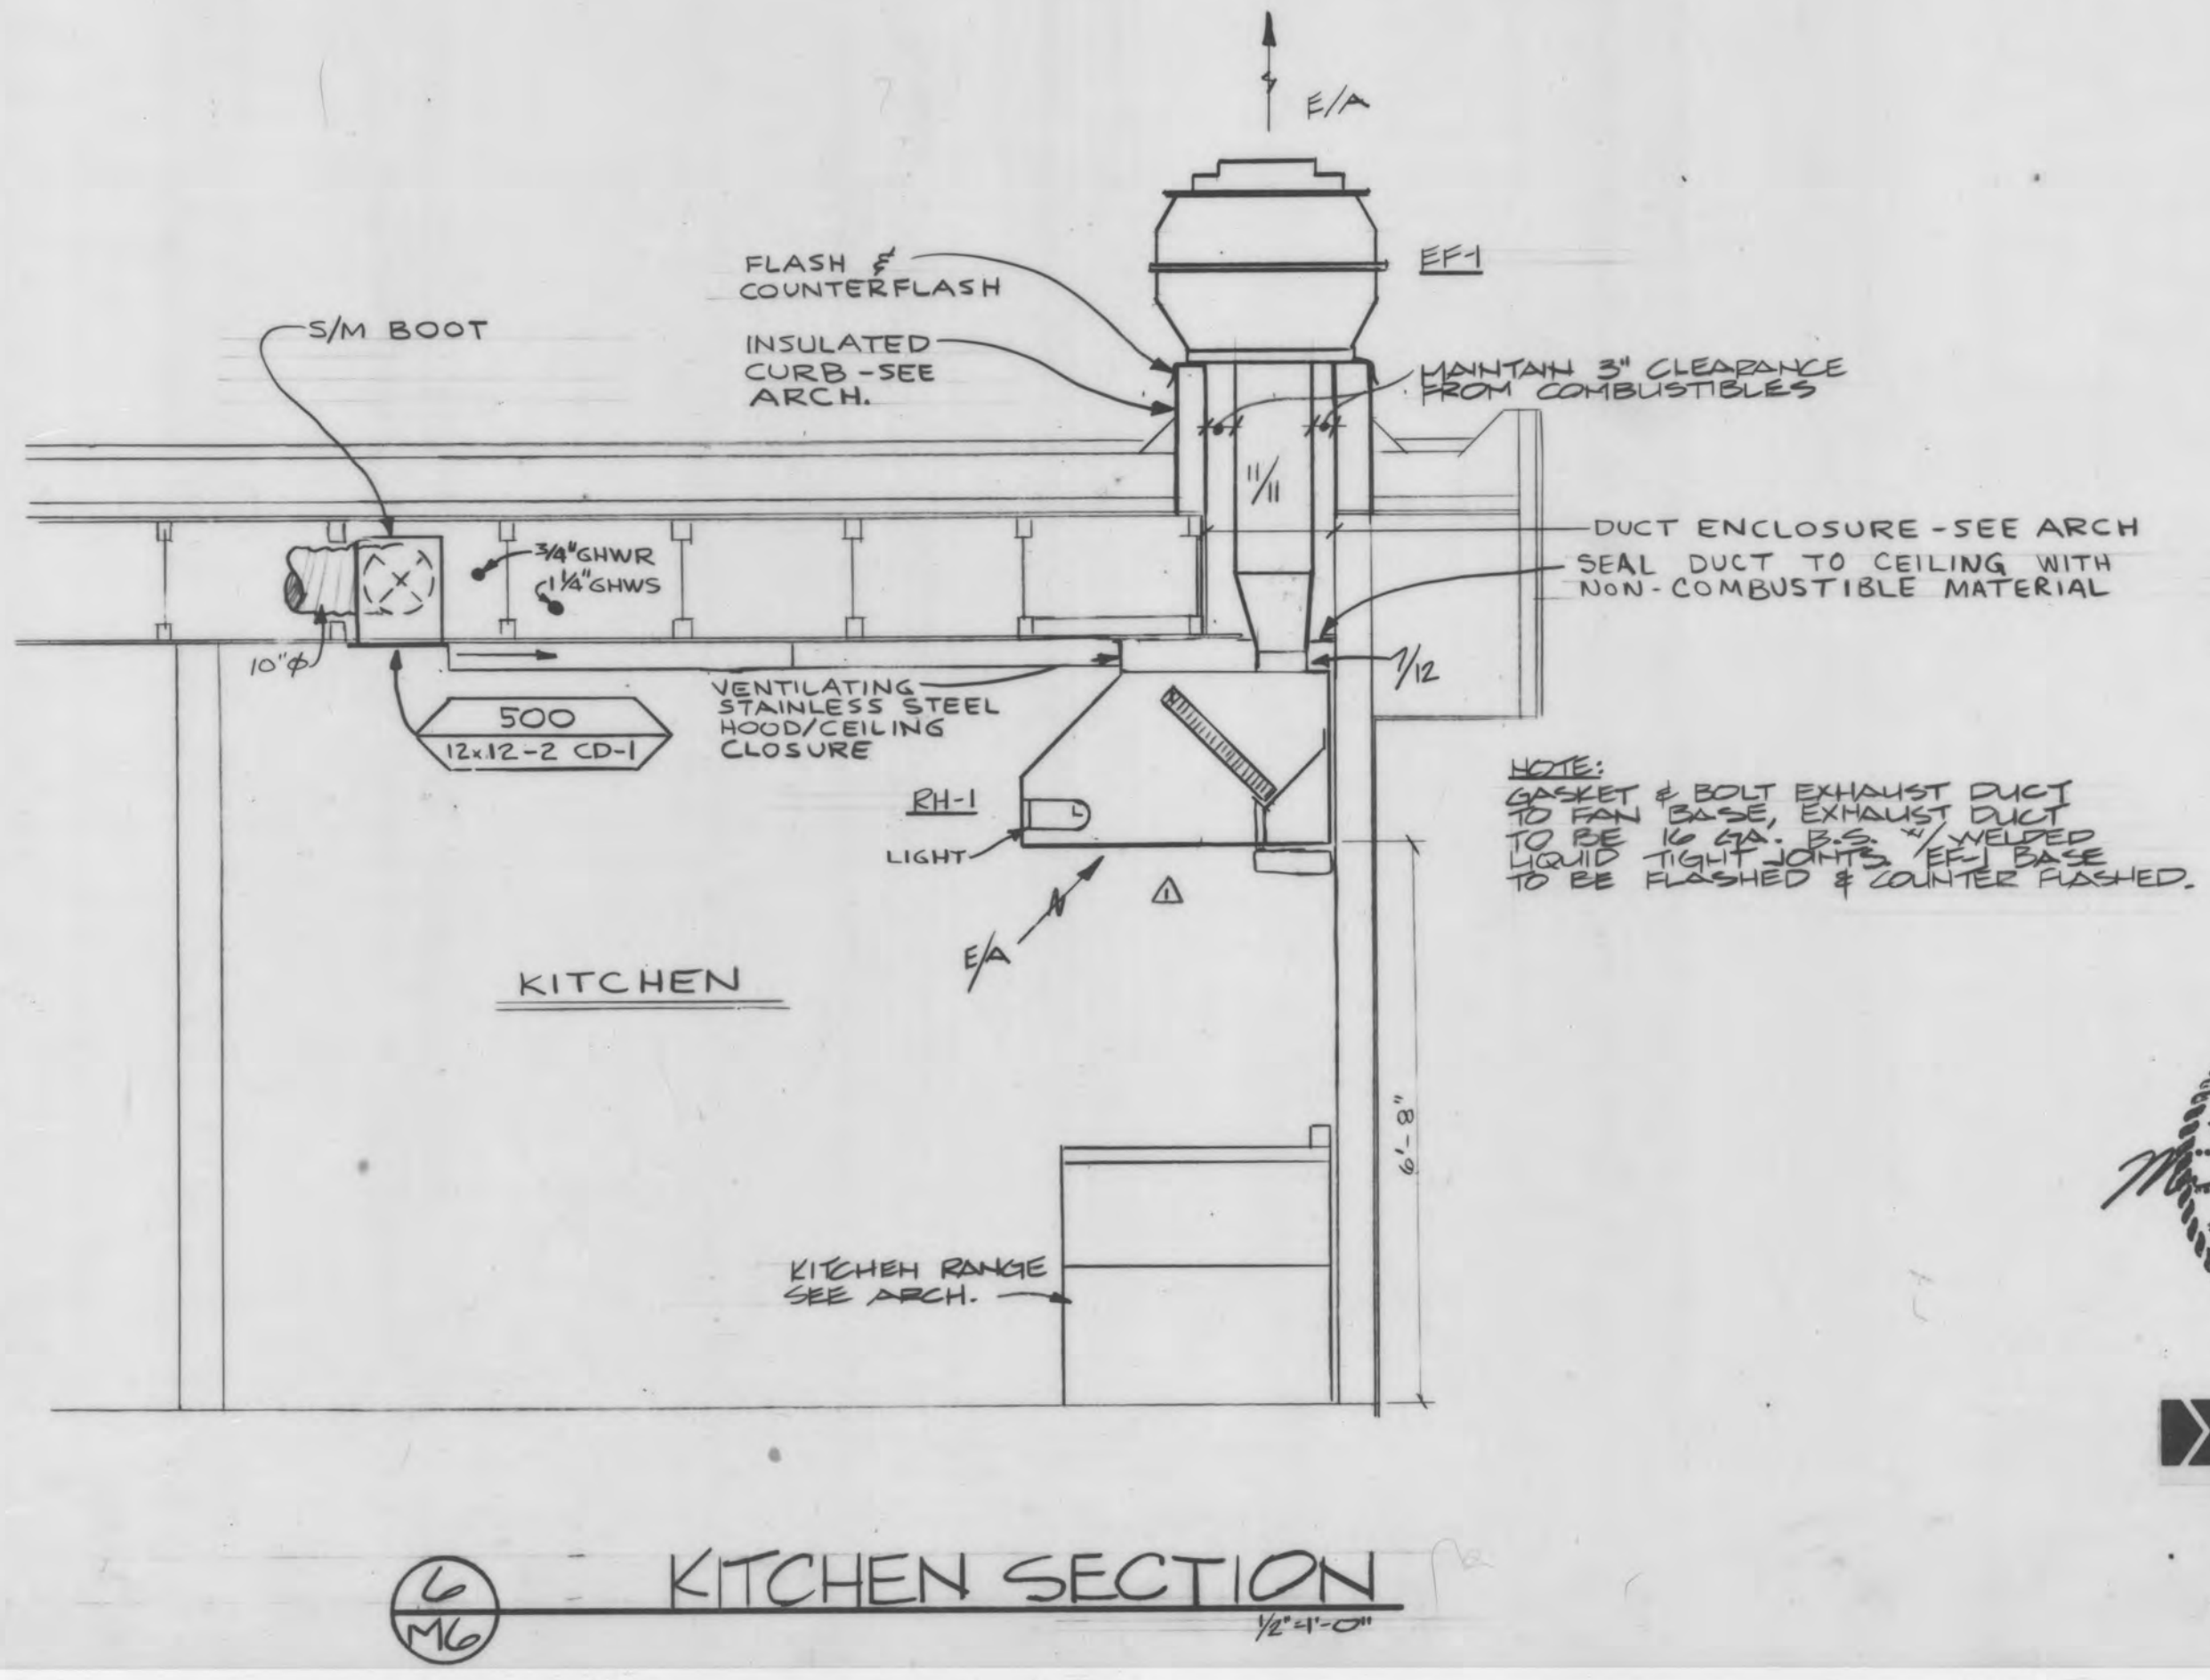 E/A
EF-1
FLASH &
COUNTERFLASH
S/M BOOT
INSULATED
CURB - SEE
ARCH.
MAINTAIN 3" CLEARANCE
FROM COMBUSTIBLES
11/11
DUCT ENCLOSURE - SEE ARCH
SEAL DUCT TO CEILING WITH
NON-COMBUSTIBLE MATERIAL
3/4" GHWR
1 1/4" GHWS
10"ϕ
7/12
500
12x12-2 CD-1
VENTILATING
STAINLESS STEEL
HOOD/CEILING
CLOSURE
RH-1
LIGHT
1
E/A
NOTE:
GASKET & BOLT EXHAUST DUCT
TO FAN BASE, EXHAUST DUCT
TO BE 16 GA. B.S. W/ WELDED
LIQUID TIGHT JOINTS. EF-1 BASE
TO BE FLASHED & COUNTER FLASHED.
KITCHEN
6'-8"
KITCHEN RANGE
SEE ARCH.
6
M6
KITCHEN SECTION
1/2"=1'-0"